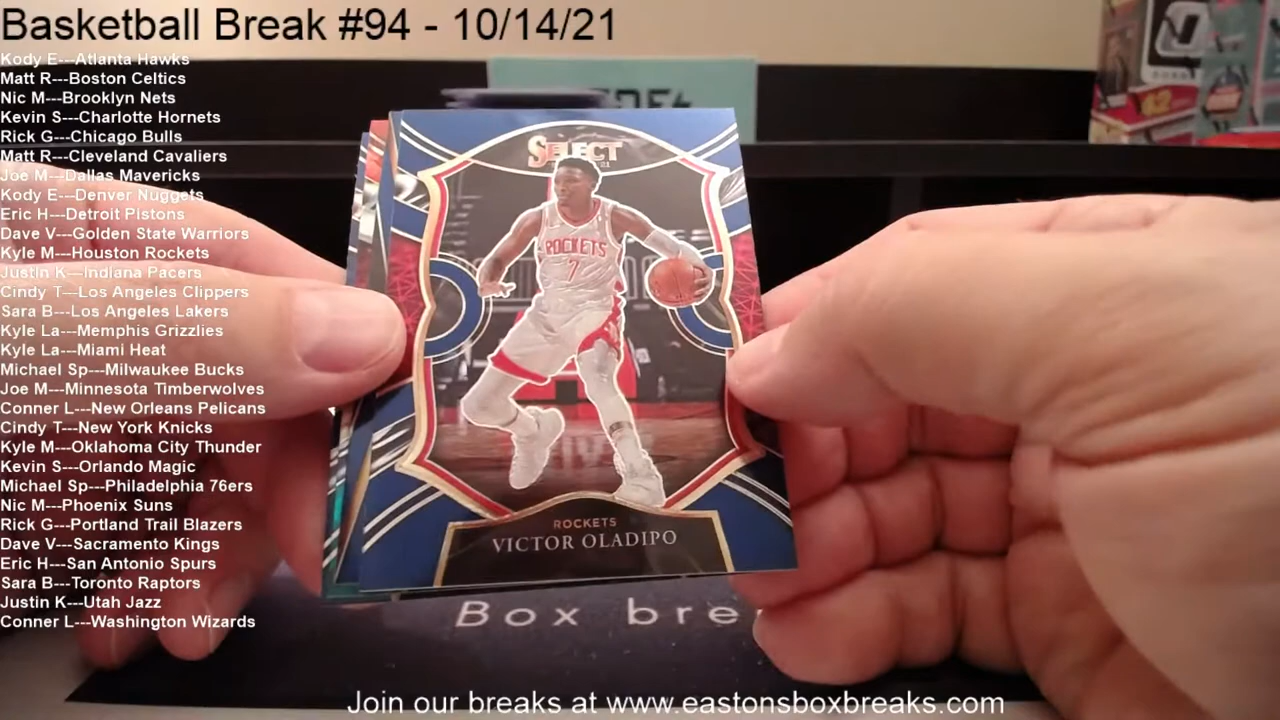 Basketball Break #94 - 10/14/21
Kody E---Atlanta Hawks
Matt R---Boston Celtics
Nic M---Brooklyn Nets
Kevin S---Charlotte Hornets
Rick G---Chicago Bulls
Matt R---Cleveland Cavaliers
Joe M---Dallas Mavericks
Kody E---Denver Nuggets
Eric H---Detroit Pistons
Dave V---Golden State Warriors
Kyle M---Houston Rockets
Justin K---Indiana Pacers
Cindy T---Los Angeles Clippers
Sara B---Los Angeles Lakers
Kyle La---Memphis Grizzlies
Kyle La---Miami Heat
Michael Sp---Milwaukee Bucks
Joe M---Minnesota Timberwolves
Conner L---New Orleans Pelicans
Cindy T---New York Knicks
Kyle M---Oklahoma City Thunder
Kevin S---Orlando Magic
Michael Sp---Philadelphia 76ers
Nic M---Phoenix Suns
Rick G---Portland Trail Blazers
Dave V---Sacramento Kings
Eric H---San Antonio Spurs
Sara B---Toronto Raptors
Justin K---Utah Jazz
Conner L---Washington Wizards
SELECT
ROCKETS
7
ROCKETS
VICTOR OLADIPO
Box bre
Join our breaks at www.eastonsboxbreaks.com